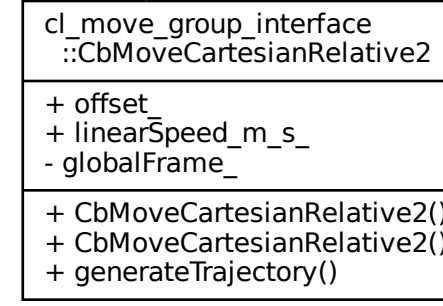 cl_move_group_interface
::CbMoveCartesianRelative2
+ offset_
+ linearSpeed_m_s_
- globalFrame_
+ CbMoveCartesianRelative2()
+ CbMoveCartesianRelative2()
+ generateTrajectory()